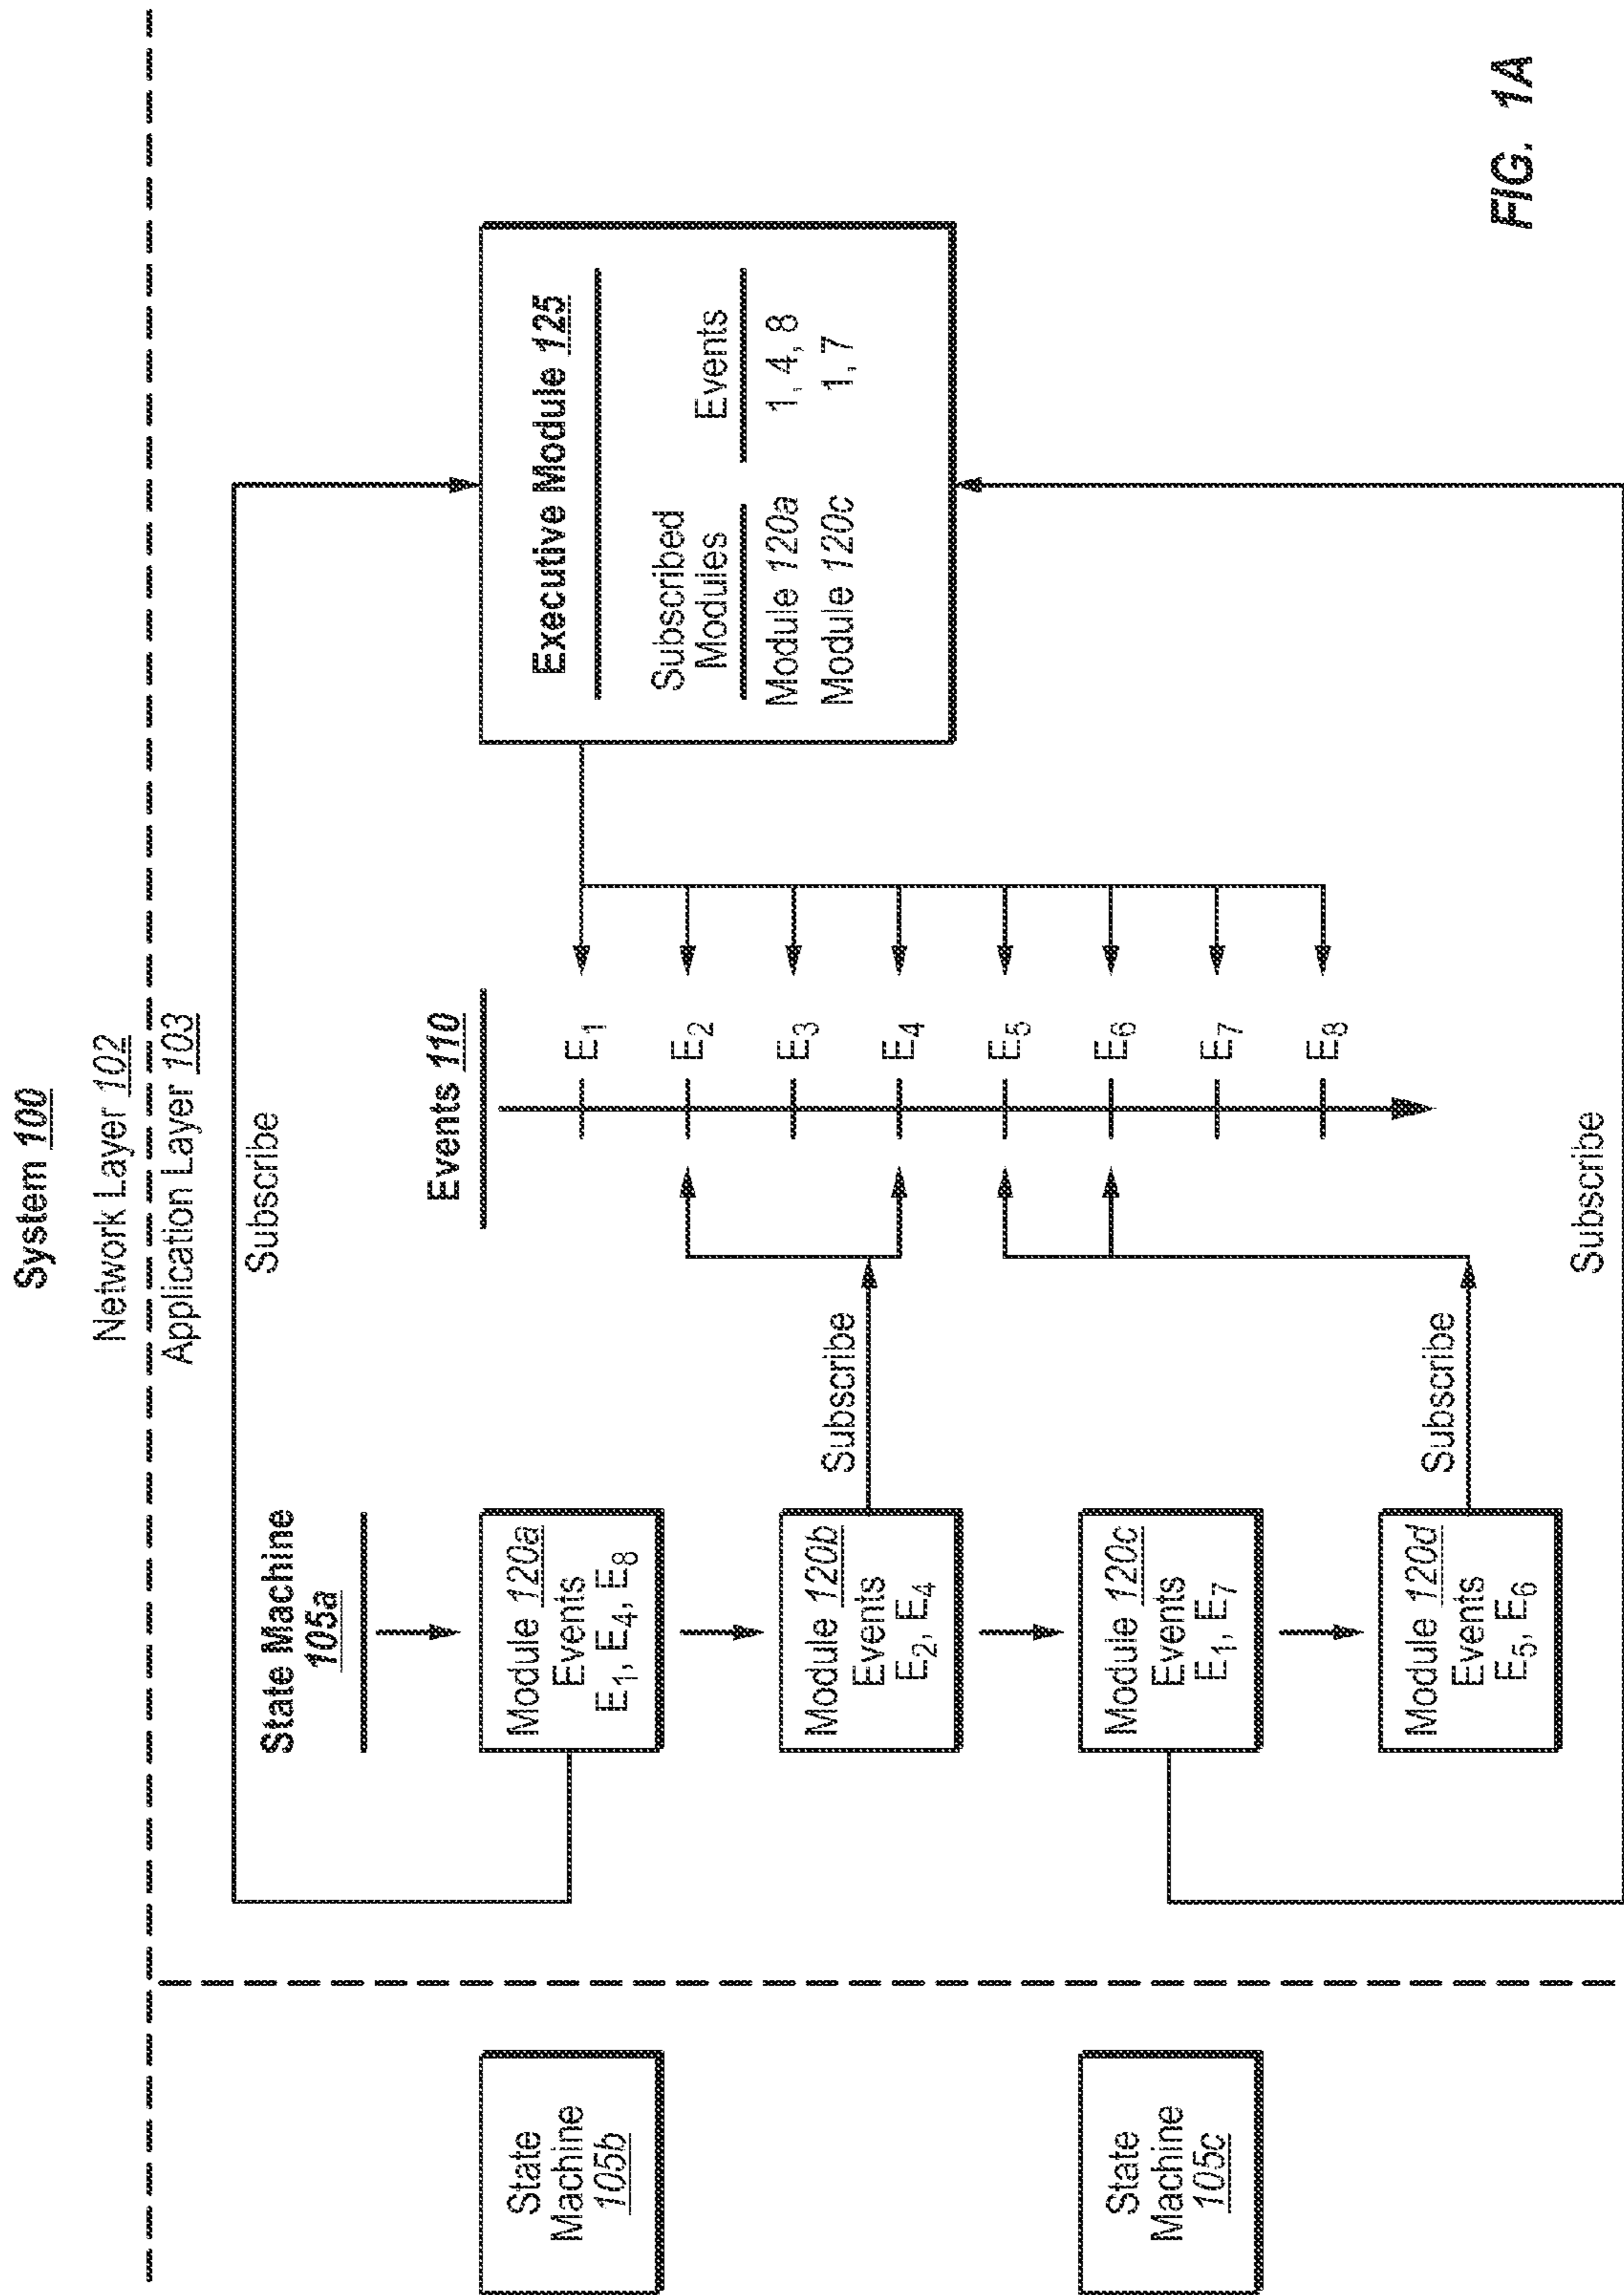 System 100
Network Layer 102
Application Layer 103
Subscribe
State
Machine
105b
State
Machine
105c
State Machine
105a
Module 120a
Events
E1, E4, E8
Module 120b
Events
E2, E4
Module 120c
Events
E1, E7
Module 120d
Events
E5, E6
Subscribe
Subscribe
Events 110
E1
E2
E3
E4
E5
E6
E7
E8
Executive Module 125
Subscribed
Modules
Events
Module 120a 1, 4, 8
Module 120c 1, 7
Subscribe
FIG. 1A